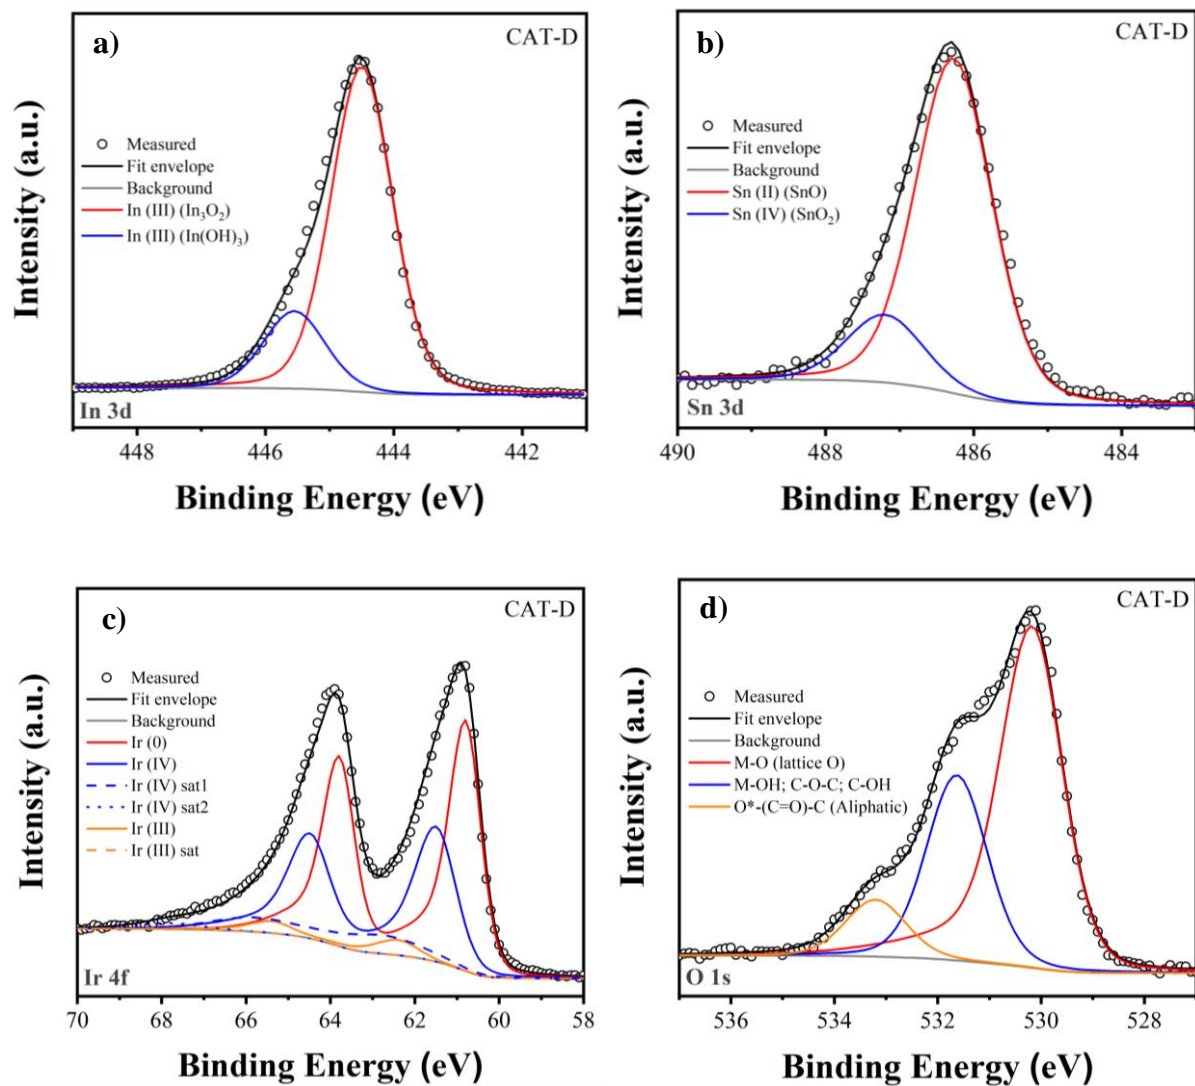 a)
CAT-D
Intensity (a.u.)
Measured
Fit envelope
Background
In (III) (In₃O₂)
In (III) (In(OH)₃)
In 3d
448 446 444 442
Binding Energy (eV)
b)
CAT-D
Intensity (a.u.)
Measured
Fit envelope
Background
Sn (II) (SnO)
Sn (IV) (SnO₂)
Sn 3d
490 488 486 484
Binding Energy (eV)
c)
CAT-D
Intensity (a.u.)
Measured
Fit envelope
Background
Ir (0)
Ir (IV)
Ir (IV) sat1
Ir (IV) sat2
Ir (III)
Ir (III) sat
Ir 4f
70 68 66 64 62 60 58
Binding Energy (eV)
d)
CAT-D
Intensity (a.u.)
Measured
Fit envelope
Background
M-O (lattice O)
M-OH; C-O-C; C-OH
O*-(C=O)-C (Aliphatic)
O 1s
536 534 532 530 528
Binding Energy (eV)